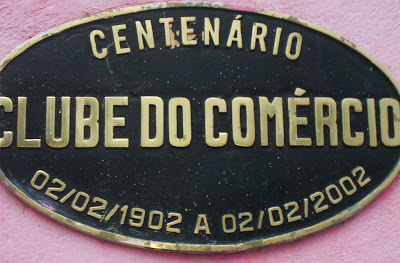 CENTENÁRIO
CLUBE DO COMÉRCIO
02/02/1902 A 02/02/2002